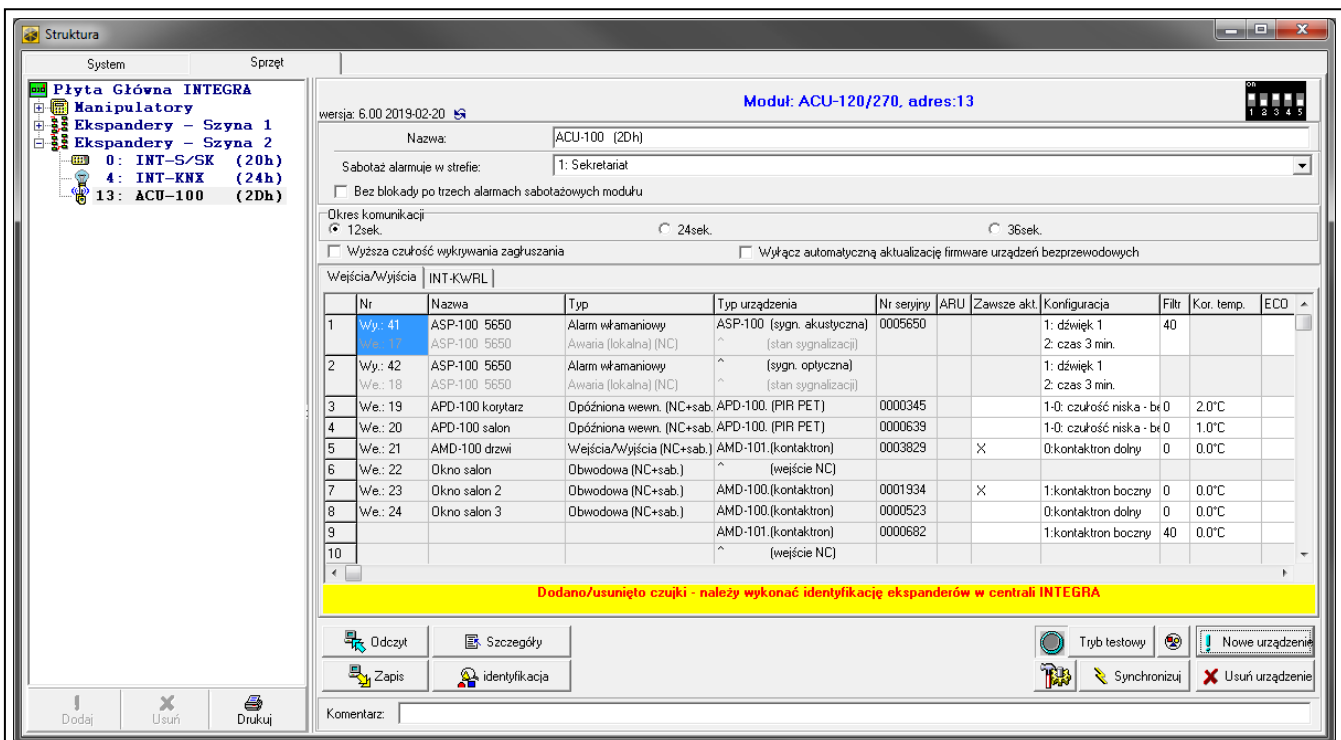 Struktura
System Sprzęt
Płyta Główna INTEGRA
Manipulatory
Ekspandery - Szyna 1
Ekspandery - Szyna 2
0: INT-S/SK (20h)
4: INT-KNX (24h)
13: ACU-100 (2Dh)
Dodaj Usuń Drukuj
Moduł: ACU-120/270, adres:13
on
1 2 3 4 5
wersja: 6.00 2019-02-20
Nazwa: ACU-100 (2Dh)
Sabotaż alarmuje w strefie: 1: Sekretariat
Bez blokady po trzech alarmach sabotażowych modułu
Okres komunikacji
12sek. 24sek. 36sek.
Wyższa czułość wykrywania zagłuszania Wyłącz automatyczną aktualizację firmware urządzeń bezprzewodowych
Wejścia/Wyjścia INT-KWRL
Nr Nazwa Typ Typ urządzenia Nr seryjny ARU Zawsze akt. Konfiguracja Filtr Kor. temp. ECO
1 Wy.: 41 ASP-100 5650 Alarm włamaniowy ASP-100 (sygn. akustyczna) 0005650 1: dźwięk 1 40
We.: 17 ASP-100 5650 Awaria (lokalna) (NC) ^ (stan sygnalizacji) 2: czas 3 min.
2 Wy.: 42 ASP-100 5650 Alarm włamaniowy ^ (sygn. optyczna) 1: dźwięk 1
We.: 18 ASP-100 5650 Awaria (lokalna) (NC) ^ (stan sygnalizacji) 2: czas 3 min.
3 We.: 19 APD-100 korytarz Opóźniona wewn. (NC+sab. APD-100. (PIR PET) 0000345 1-0: czułość niska - be 0 2.0°C
4 We.: 20 APD-100 salon Opóźniona wewn. (NC+sab. APD-100. (PIR PET) 0000639 1-0: czułość niska - be 0 1.0°C
5 We.: 21 AMD-100 drzwi Wejścia/Wyjścia (NC+sab.) AMD-101.(kontaktron) 0003829 X 0:kontaktron dolny 0 0.0°C
6 We.: 22 Okno salon Obwodowa (NC+sab.) ^ (wejście NC)
7 We.: 23 Okno salon 2 Obwodowa (NC+sab.) AMD-100.(kontaktron) 0001934 X 1:kontaktron boczny 0 0.0°C
8 We.: 24 Okno salon 3 Obwodowa (NC+sab.) AMD-100.(kontaktron) 0000523 0:kontaktron dolny 0 0.0°C
9 AMD-101.(kontaktron) 0000682 1:kontaktron boczny 40 0.0°C
10 ^ (wejście NC)
Dodano/usunięto czujki - należy wykonać identyfikację ekspanderów w centrali INTEGRA
Odczyt Szczegóły Tryb testowy Nowe urządzenie
Zapis identyfikacja Synchronizuj Usuń urządzenie
Komentarz: